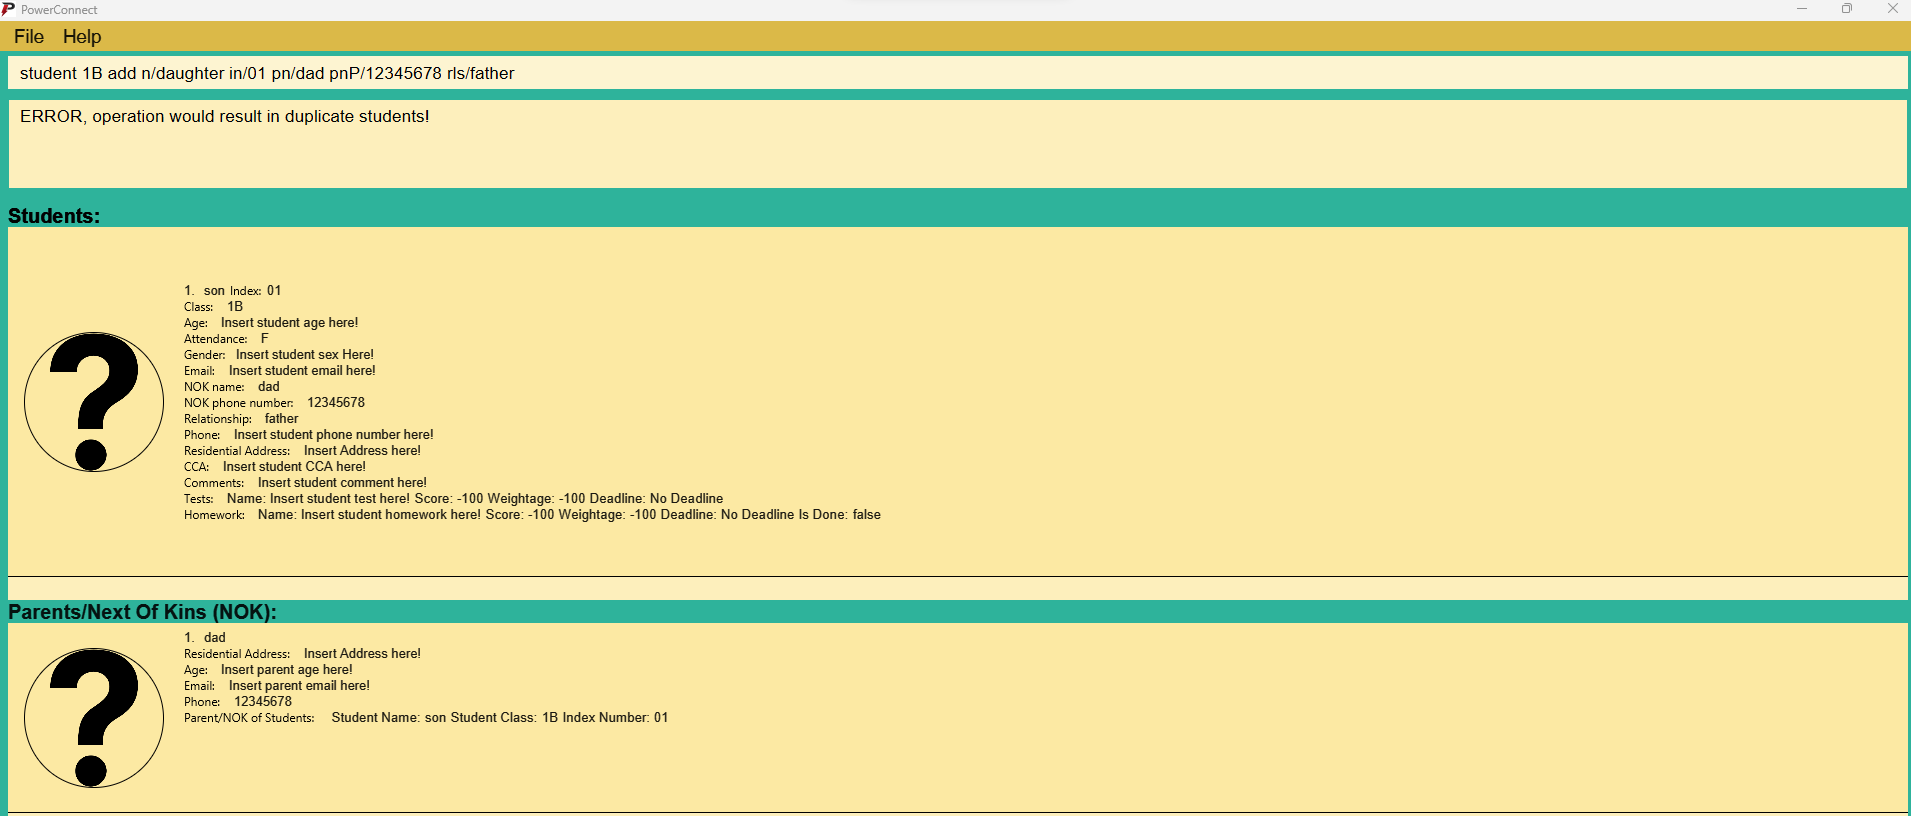 PowerConnect
File Help
student 1B add n/daughter in/01 pn/dad pnP/12345678 rls/father
ERROR, operation would result in duplicate students!
Students:
1. son Index: 01
Class: 1B
Age: Insert student age here!
Attendance: F
Gender: Insert student sex Here!
Email: Insert student email here!
NOK name: dad
NOK phone number: 12345678
Relationship: father
Phone: Insert student phone number here!
Residential Address: Insert Address here!
CCA: Insert student CCA here!
Comments: Insert student comment here!
Tests: Name: Insert student test here! Score: -100 Weightage: -100 Deadline: No Deadline
Homework: Name: Insert student homework here! Score: -100 Weightage: -100 Deadline: No Deadline Is Done: false
Parents/Next Of Kins (NOK):
1. dad
Residential Address: Insert Address here!
Age: Insert parent age here!
Email: Insert parent email here!
Phone: 12345678
Parent/NOK of Students: Student Name: son Student Class: 1B Index Number: 01